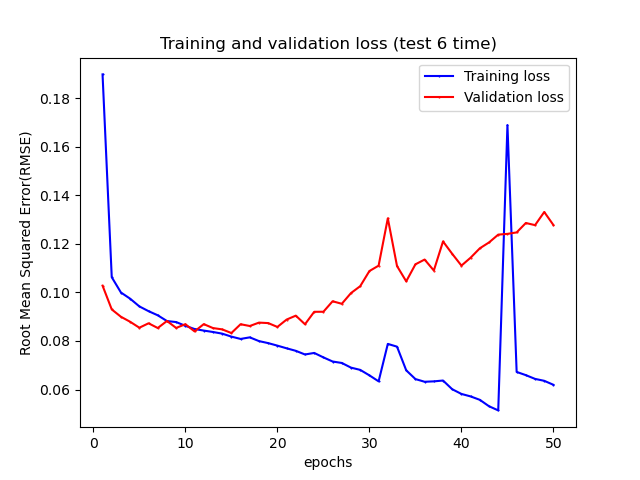 Training and validation loss (test 6 time)
Training loss
Validation loss
Root Mean Squared Error(RMSE)
0.18
0.16
0.14
0.12
0.10
0.08
0.06
0 10 20 30 40 50
epochs